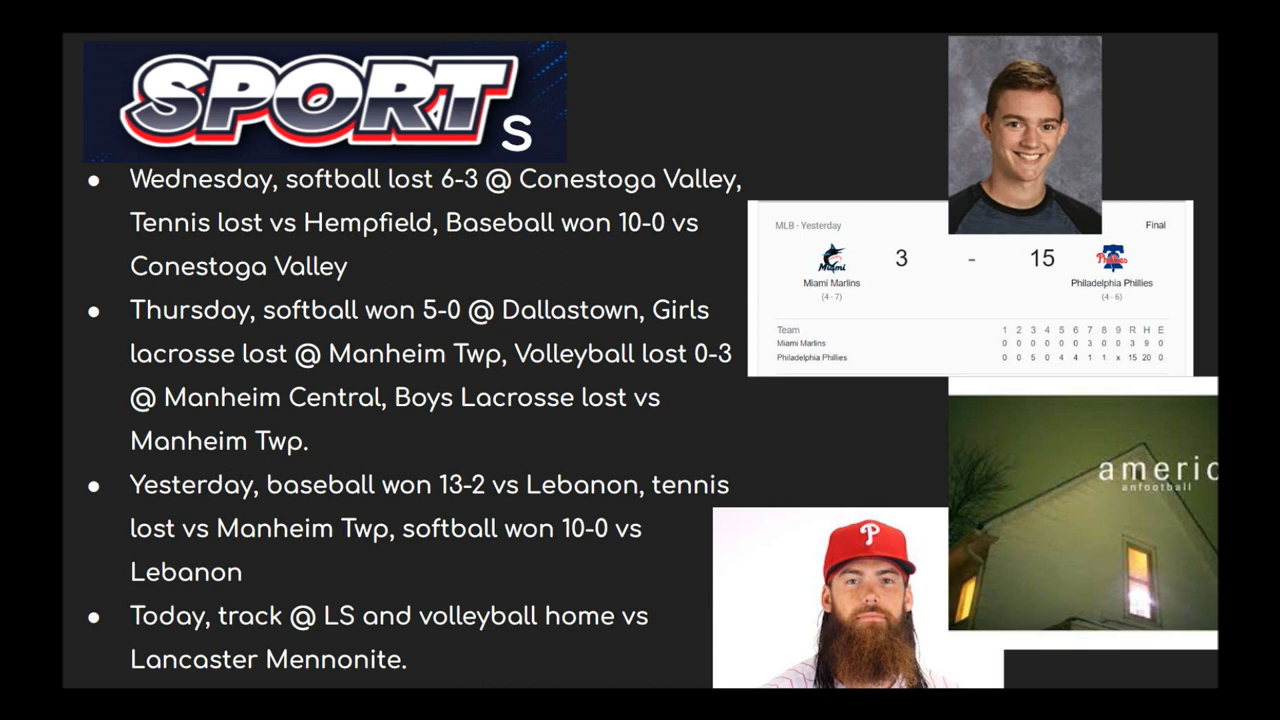 SPORT
s
Wednesday, softball lost 6-3 @ Conestoga Valley,
Tennis lost vs Hempfield, Baseball won 10-0 vs
Conestoga Valley
Thursday, softball won 5-0 @ Dallastown, Girls
lacrosse lost @ Manheim Twp, Volleyball lost 0-3
@ Manheim Central, Boys Lacrosse lost vs
Manheim Twp.
Yesterday, baseball won 13-2 vs Lebanon, tennis
lost vs Manheim Twp, softball won 10-0 vs
Lebanon
Today, track @ LS and volleyball home vs
Lancaster Mennonite.
MLB · Yesterday Final
Miami 3 - 15 Phillies
Miami Marlins Philadelphia Phillies
(4 - 7) (4 - 6)
Team 1 2 3 4 5 6 7 8 9 R H E
Miami Marlins 0 0 0 0 0 0 3 0 0 3 9 0
Philadelphia Phillies 0 0 5 0 4 4 1 1 x 15 20 0
americ
anfootball
P